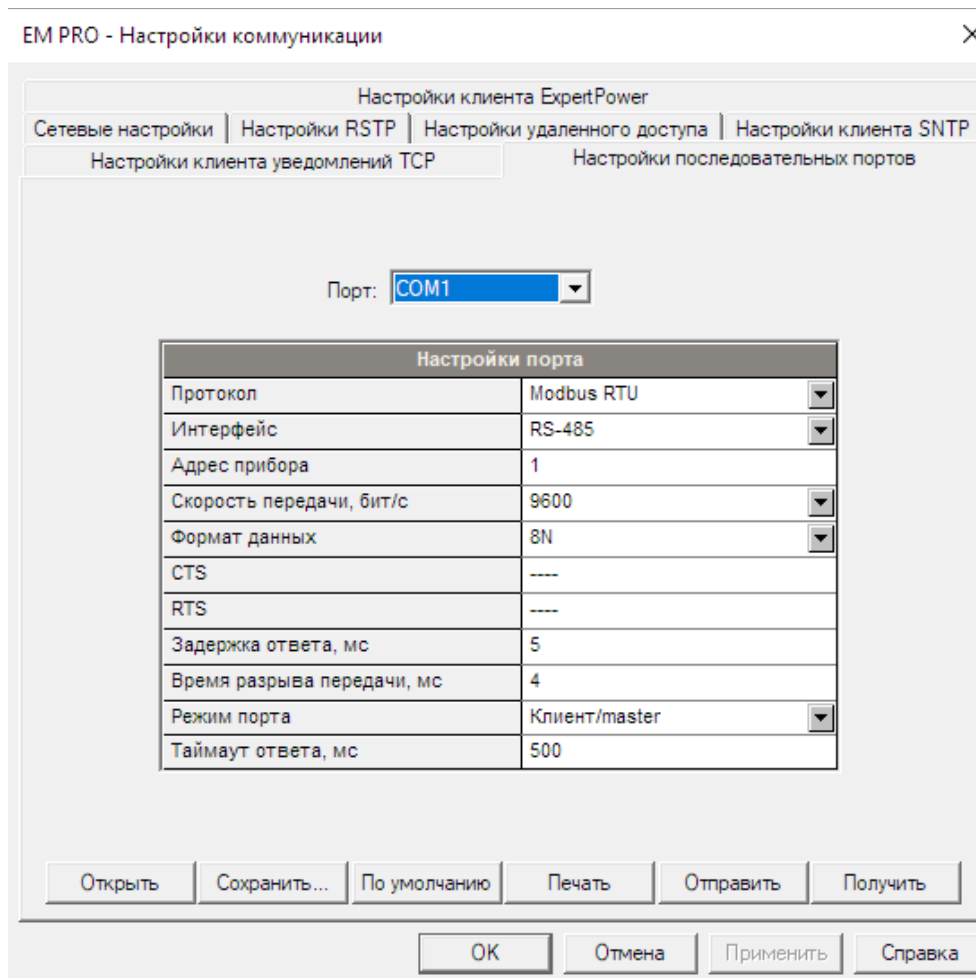 EM PRO - Настройки коммуникации
Настройки клиента ExpertPower
Сетевые настройки Настройки RSTP Настройки удаленного доступа Настройки клиента SNTP
Настройки клиента уведомлений TCP Настройки последовательных портов
Порт: COM1
Настройки порта
Протокол Modbus RTU
Интерфейс RS-485
Адрес прибора 1
Скорость передачи, бит/с 9600
Формат данных 8N
CTS ----
RTS ----
Задержка ответа, мс 5
Время разрыва передачи, мс 4
Режим порта Клиент/master
Таймаут ответа, мс 500
Открыть Сохранить... По умолчанию Печать Отправить Получить
OK Отмена Применить Справка